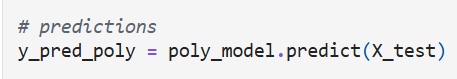 # predictions
y_pred_poly = poly_model.predict(X_test)